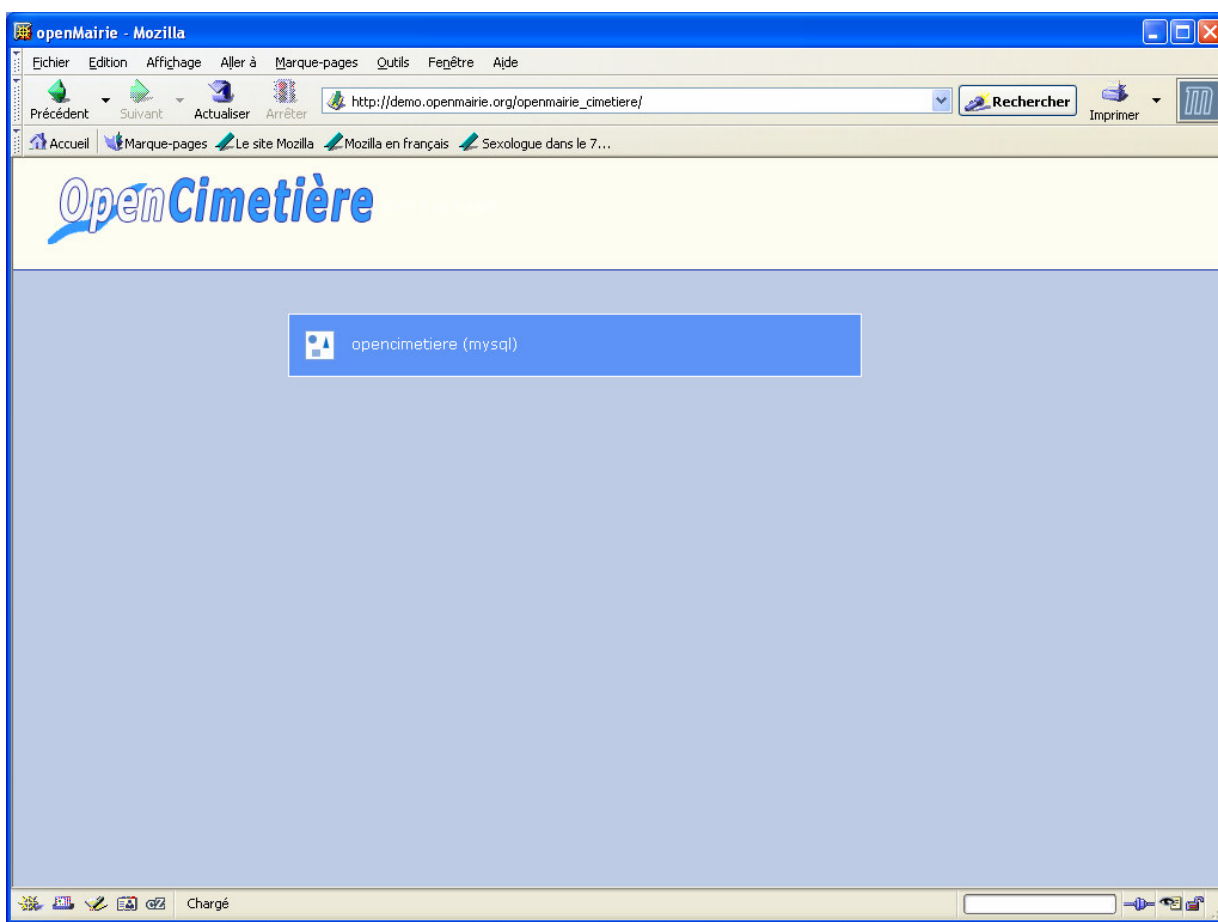 openMairie - Mozilla
Fichier Edition Affichage Aller à Marque-pages Outils Fenêtre Aide
Précédent Suivant Actualiser Arrêter http://demo.openmairie.org/openmairie_cimetiere/ Rechercher Imprimer
Accueil Marque-pages Le site Mozilla Mozilla en français Sexologue dans le 7...
OpenCimetière
opencimetiere (mysql)
Chargé